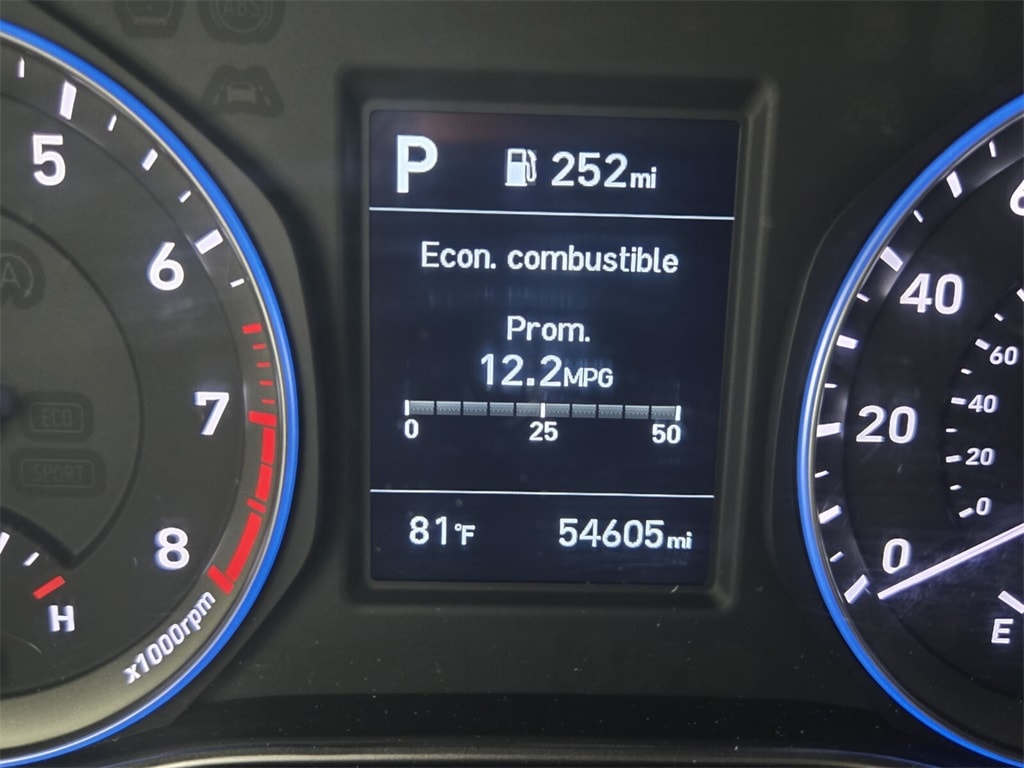 P 252mi
Econ. combustible
Prom.
12.2MPG
0 25 50
81°F 54605mi
5
6
7
8
x1000rpm
H
ECO
SPORT
A
ABS
40
20
0
60
40
20
0
E